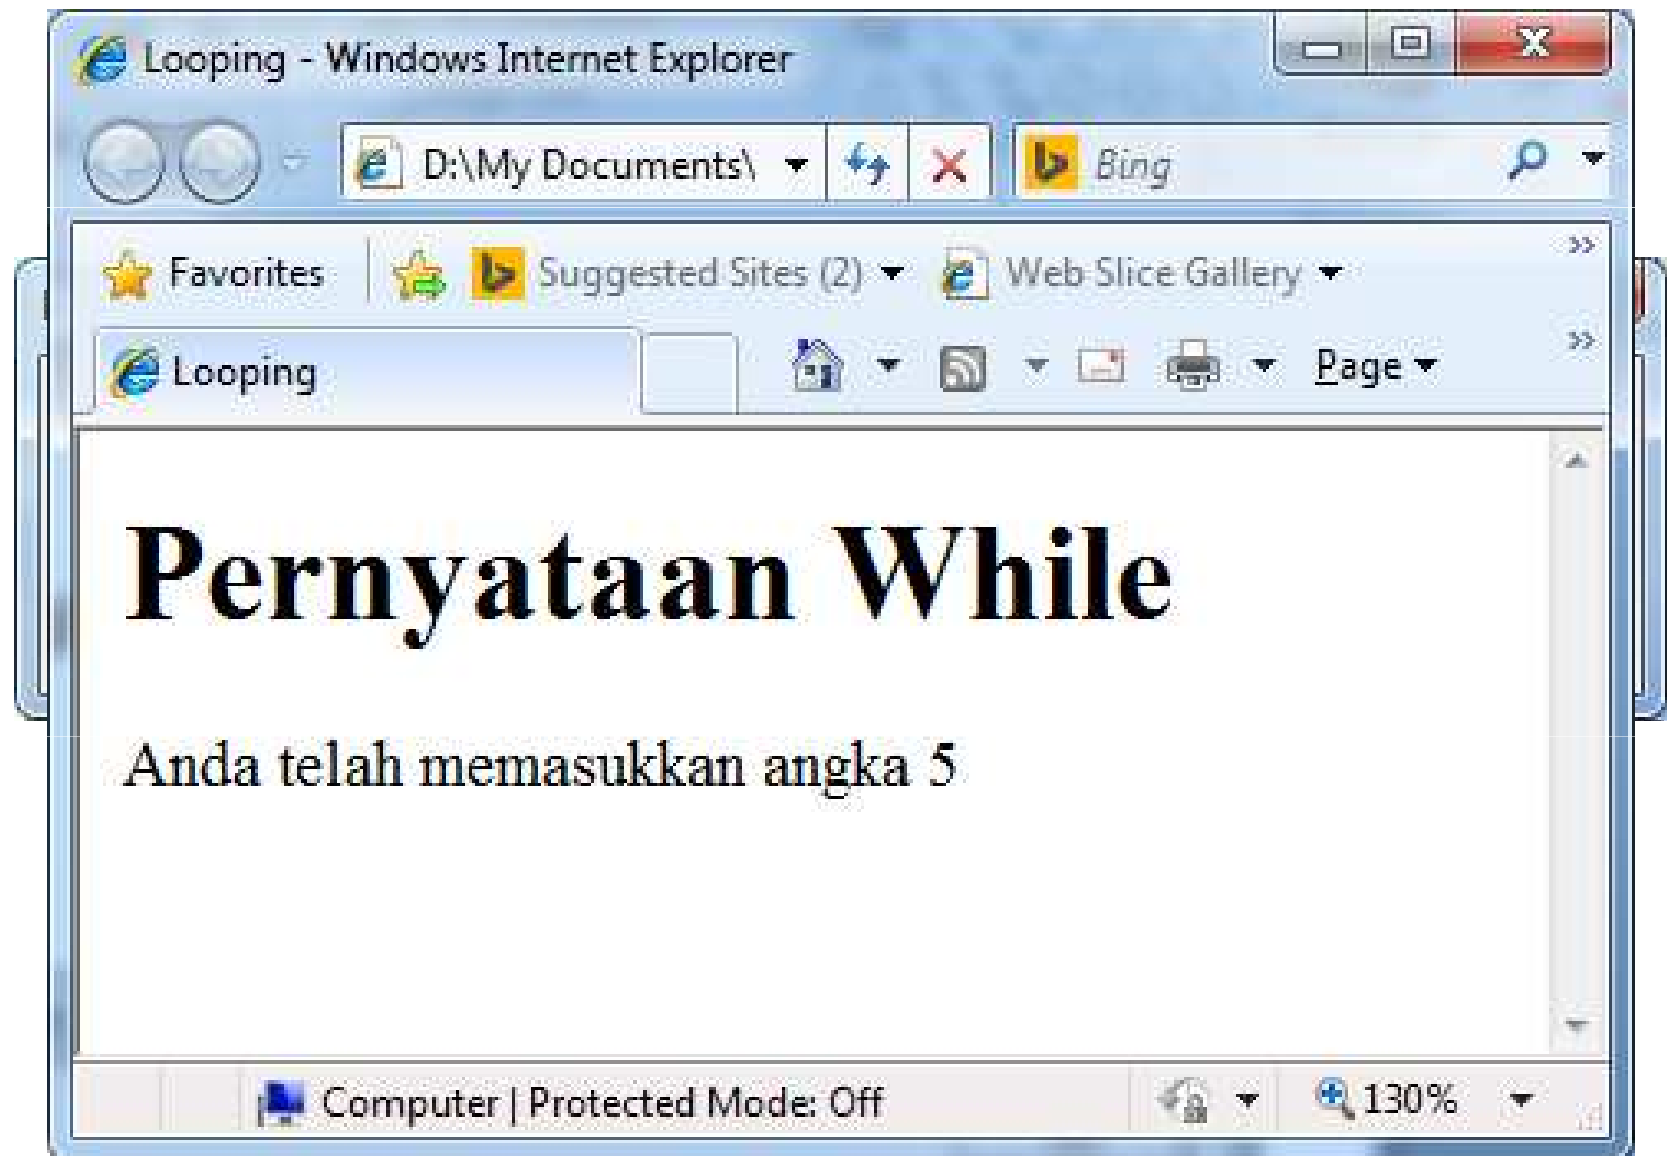 Looping - Windows Internet Explorer
D:\My Documents\
Bing
Favorites
Suggested Sites (2)
Web Slice Gallery
Looping
Page
Pernyataan While
Anda telah memasukkan angka 5
Computer | Protected Mode: Off
130%